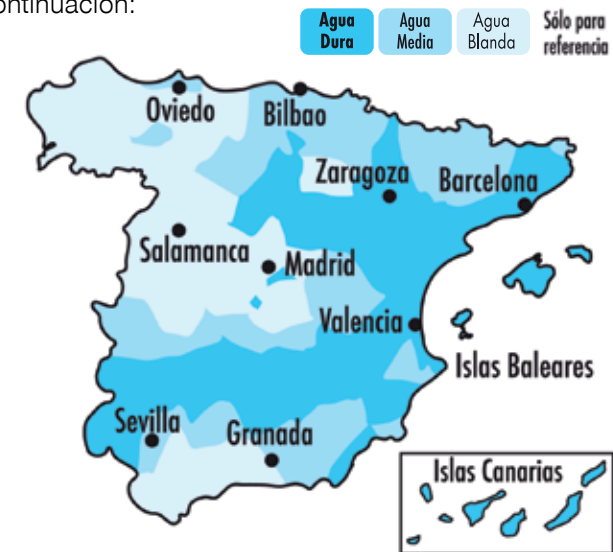 Agua
Dura
Agua
Media
Agua
Blanda
Sólo para
referencia
Oviedo
Bilbao
Zaragoza
Barcelona
Salamanca
Madrid
Valencia
Islas Baleares
Sevilla
Granada
Islas Canarias